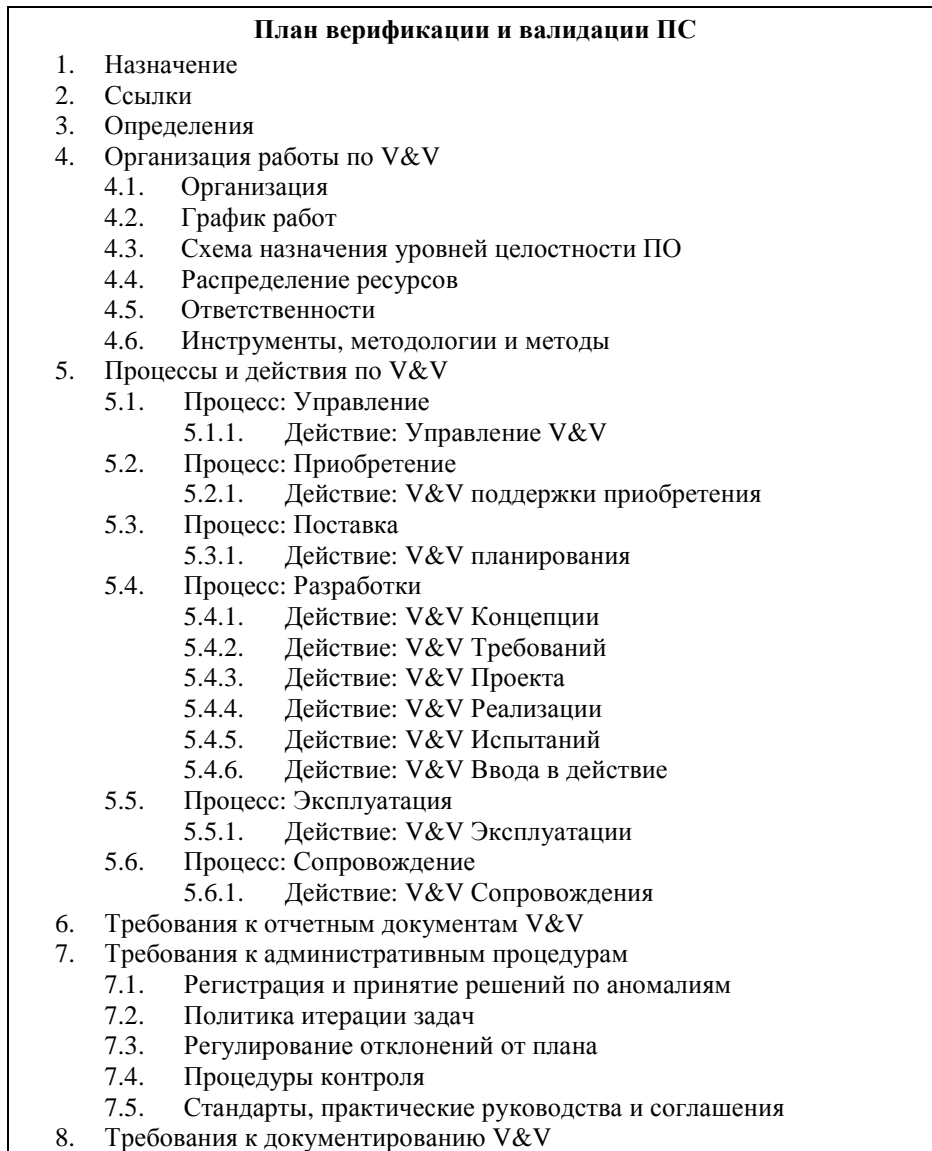 План верификации и валидации ПС
1. Назначение
2. Ссылки
3. Определения
4. Организация работы по V&V
4.1. Организация
4.2. График работ
4.3. Схема назначения уровней целостности ПО
4.4. Распределение ресурсов
4.5. Ответственности
4.6. Инструменты, методологии и методы
5. Процессы и действия по V&V
5.1. Процесс: Управление
5.1.1. Действие: Управление V&V
5.2. Процесс: Приобретение
5.2.1. Действие: V&V поддержки приобретения
5.3. Процесс: Поставка
5.3.1. Действие: V&V планирования
5.4. Процесс: Разработки
5.4.1. Действие: V&V Концепции
5.4.2. Действие: V&V Требований
5.4.3. Действие: V&V Проекта
5.4.4. Действие: V&V Реализации
5.4.5. Действие: V&V Испытаний
5.4.6. Действие: V&V Ввода в действие
5.5. Процесс: Эксплуатация
5.5.1. Действие: V&V Эксплуатации
5.6. Процесс: Сопровождение
5.6.1. Действие: V&V Сопровождения
6. Требования к отчетным документам V&V
7. Требования к административным процедурам
7.1. Регистрация и принятие решений по аномалиям
7.2. Политика итерации задач
7.3. Регулирование отклонений от плана
7.4. Процедуры контроля
7.5. Стандарты, практические руководства и соглашения
8. Требования к документированию V&V